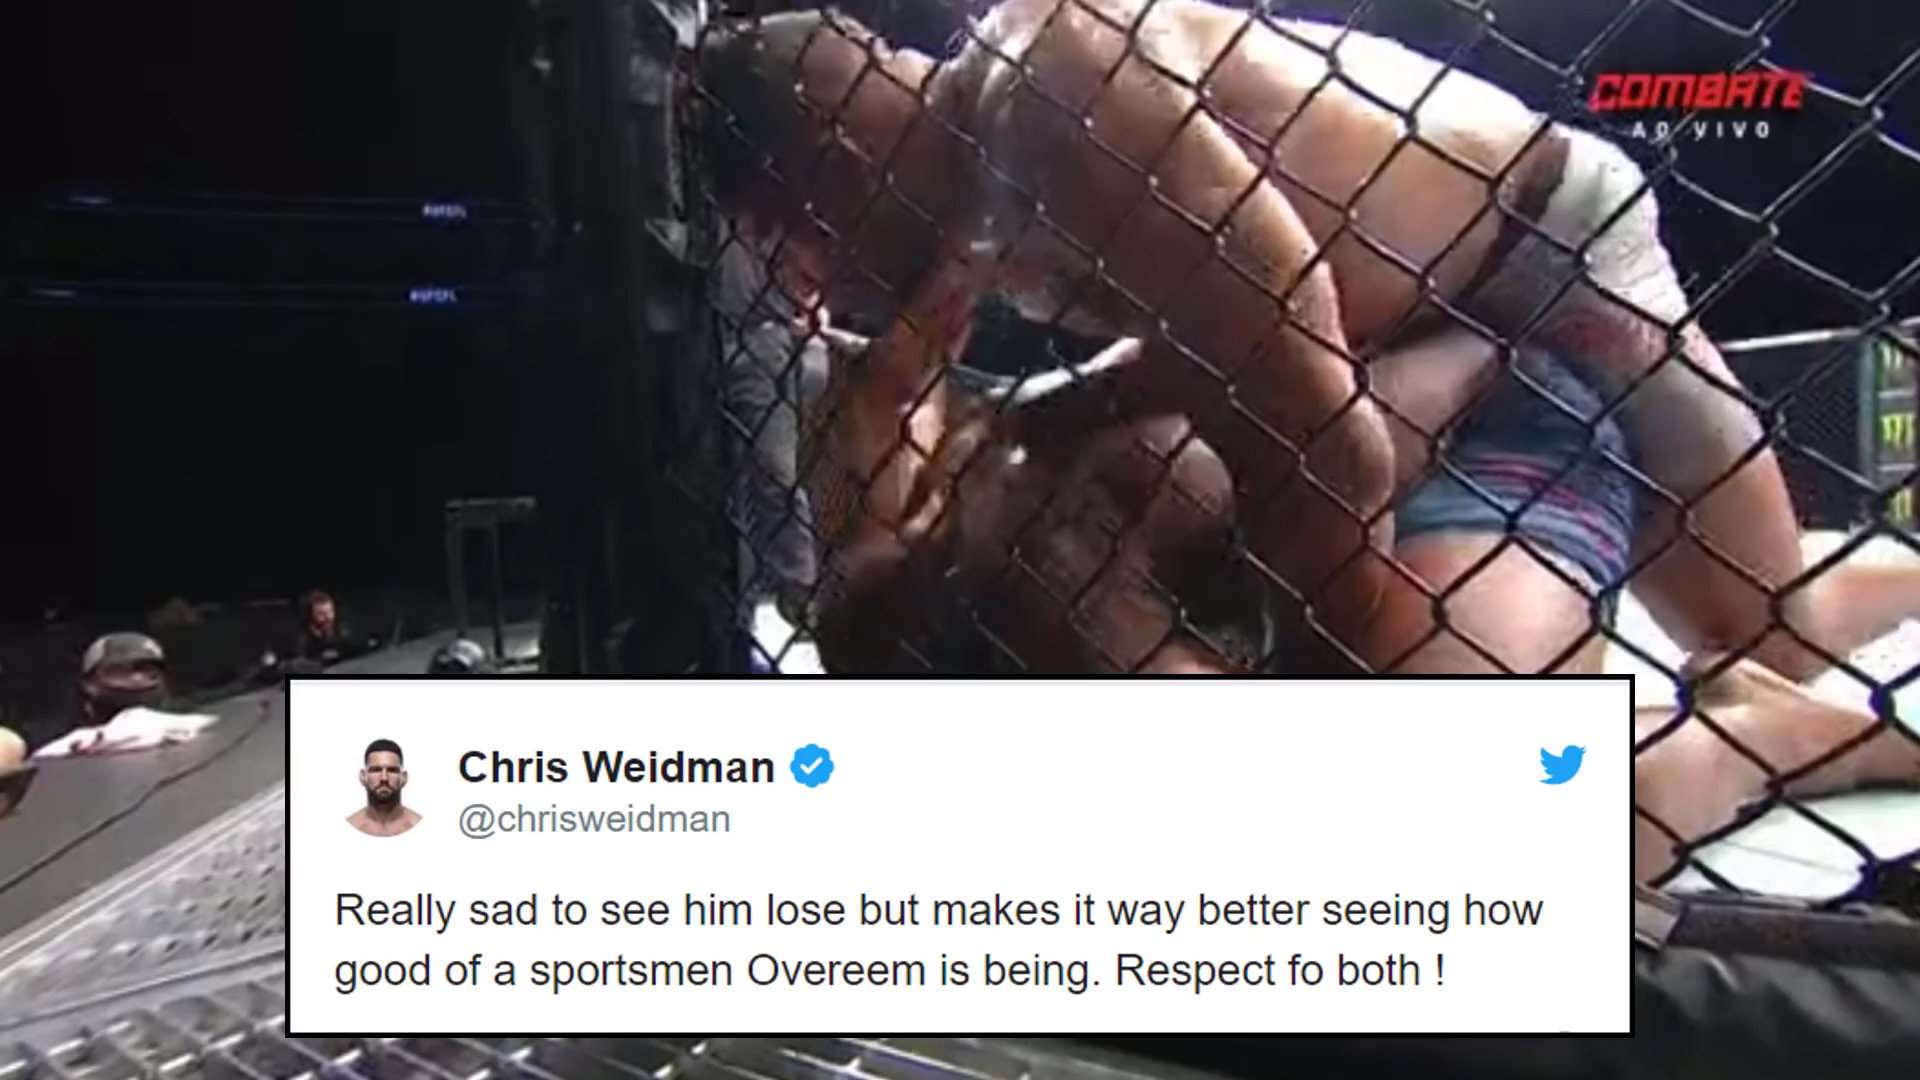 COMBATE
AO VIVO
Chris Weidman
@chrisweidman
Really sad to see him lose but makes it way better seeing how
good of a sportsmen Overeem is being. Respect fo both !